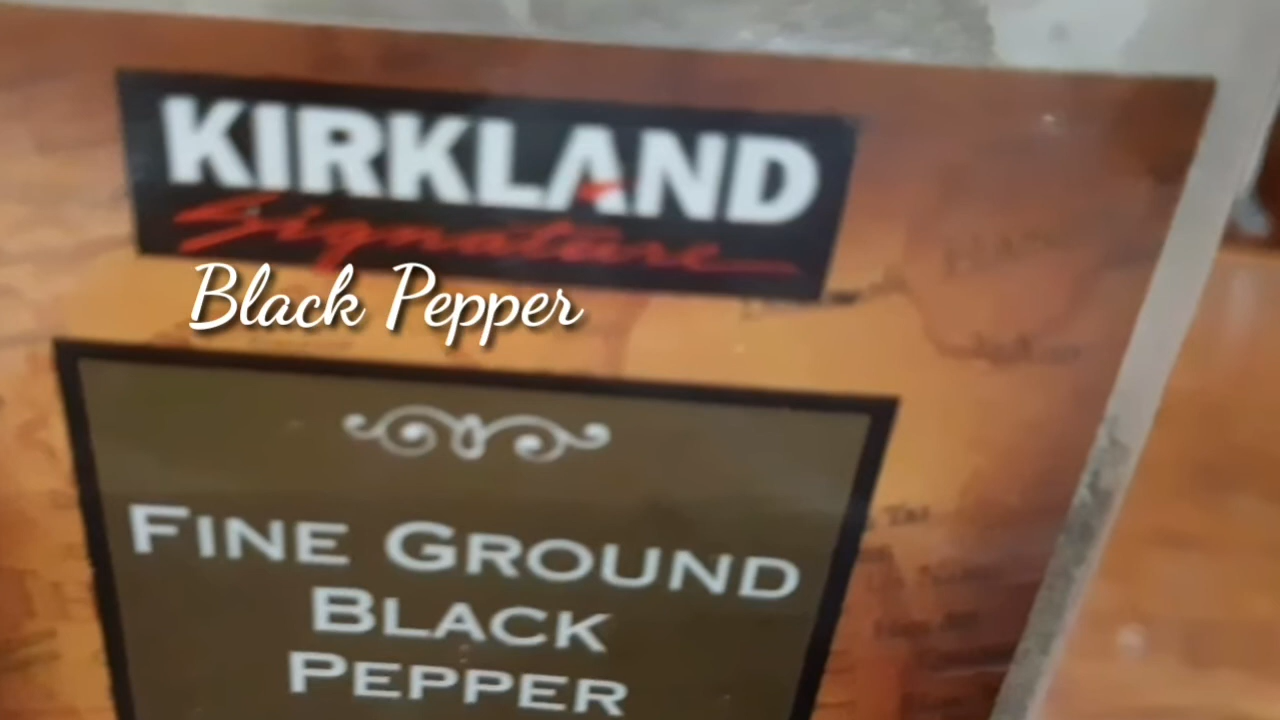 KIRKLAND
Signature
Black Pepper
FINE GROUND
BLACK
PEPPER